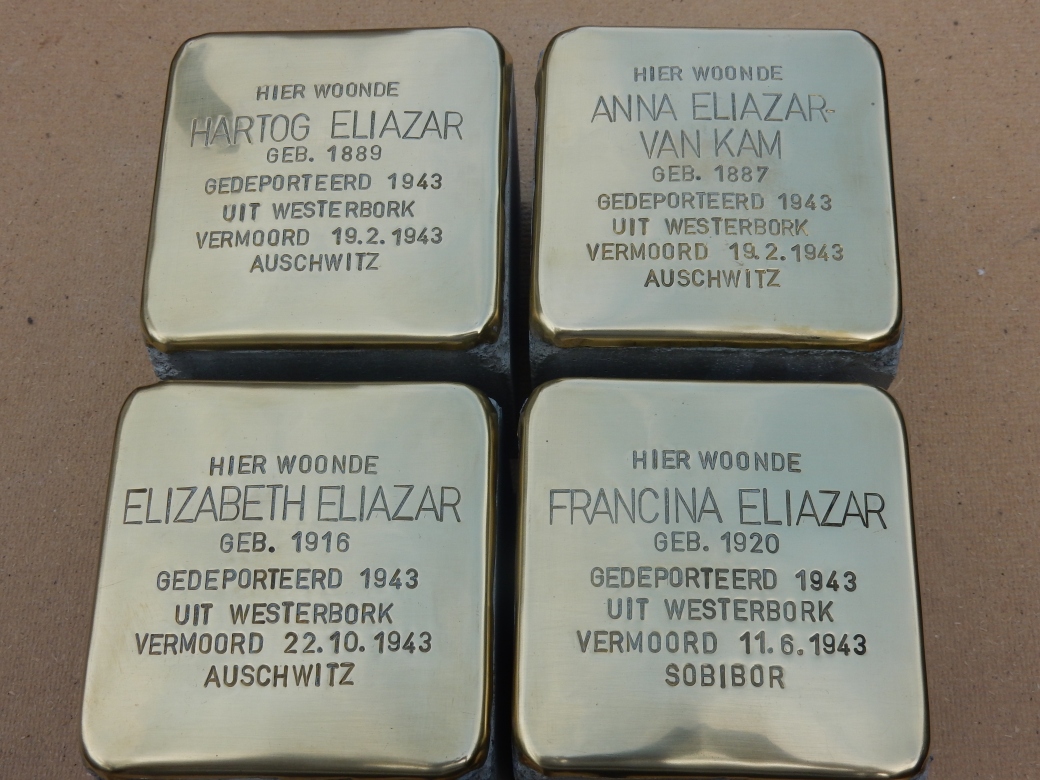 HIER WOONDE
HARTOG ELIAZAR
GEB. 1889
GEDEPORTEERD 1943
UIT WESTERBORK
VERMOORD 19.2.1943
AUSCHWITZ
HIER WOONDE
ANNA ELIAZAR-
VAN KAM
GEB. 1887
GEDEPORTEERD 1943
UIT WESTERBORK
VERMOORD 19.2.1943
AUSCHWITZ
HIER WOONDE
ELIZABETH ELIAZAR
GEB. 1916
GEDEPORTEERD 1943
UIT WESTERBORK
VERMOORD 22.10.1943
AUSCHWITZ
HIER WOONDE
FRANCINA ELIAZAR
GEB. 1920
GEDEPORTEERD 1943
UIT WESTERBORK
VERMOORD 11.6.1943
SOBIBOR